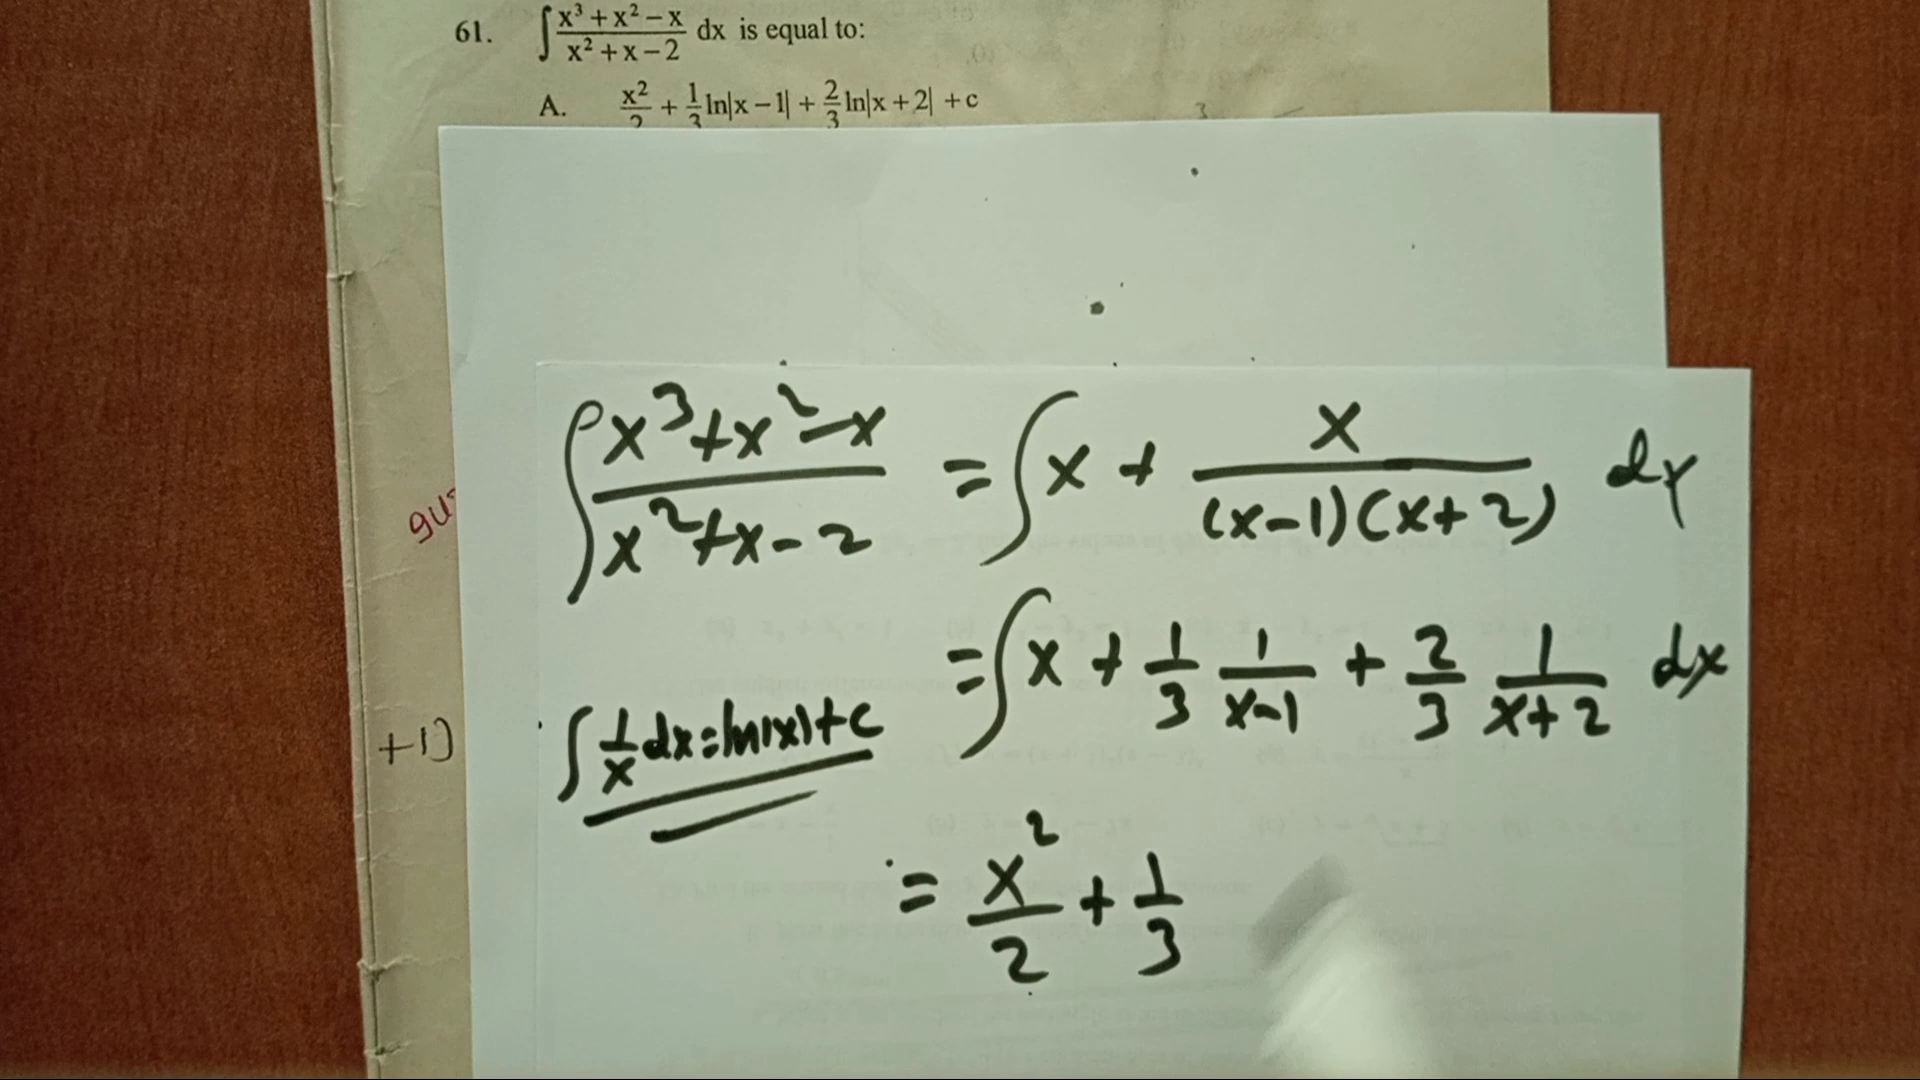 61. ∫ (x³ + x² − x)/(x² + x − 2) dx is equal to:
A. x²/2 + 1/3 ln|x − 1| + 2/3 ln|x + 2| + c
∫ (x³ + x² − x)/(x² + x − 2) = ∫ x + x/((x−1)(x+2)) dx
= ∫ x + 1/3 1/(x−1) + 2/3 1/(x+2) dx
∫ 1/x dx = ln|x| + c
= x²/2 + 1/3
+1)